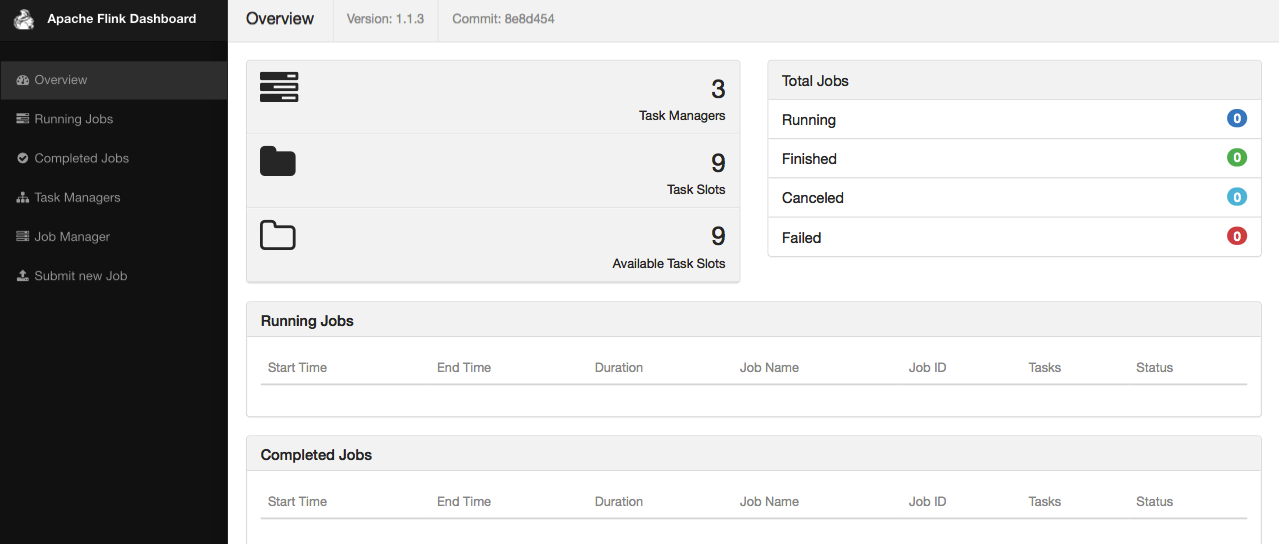 Apache Flink Dashboard
Overview
Running Jobs
Completed Jobs
Task Managers
Job Manager
Submit new Job
Overview Version: 1.1.3 Commit: 8e8d454
3
Task Managers
9
Task Slots
9
Available Task Slots
Total Jobs
Running 0
Finished 0
Canceled 0
Failed 0
Running Jobs
Start Time End Time Duration Job Name Job ID Tasks Status
Completed Jobs
Start Time End Time Duration Job Name Job ID Tasks Status